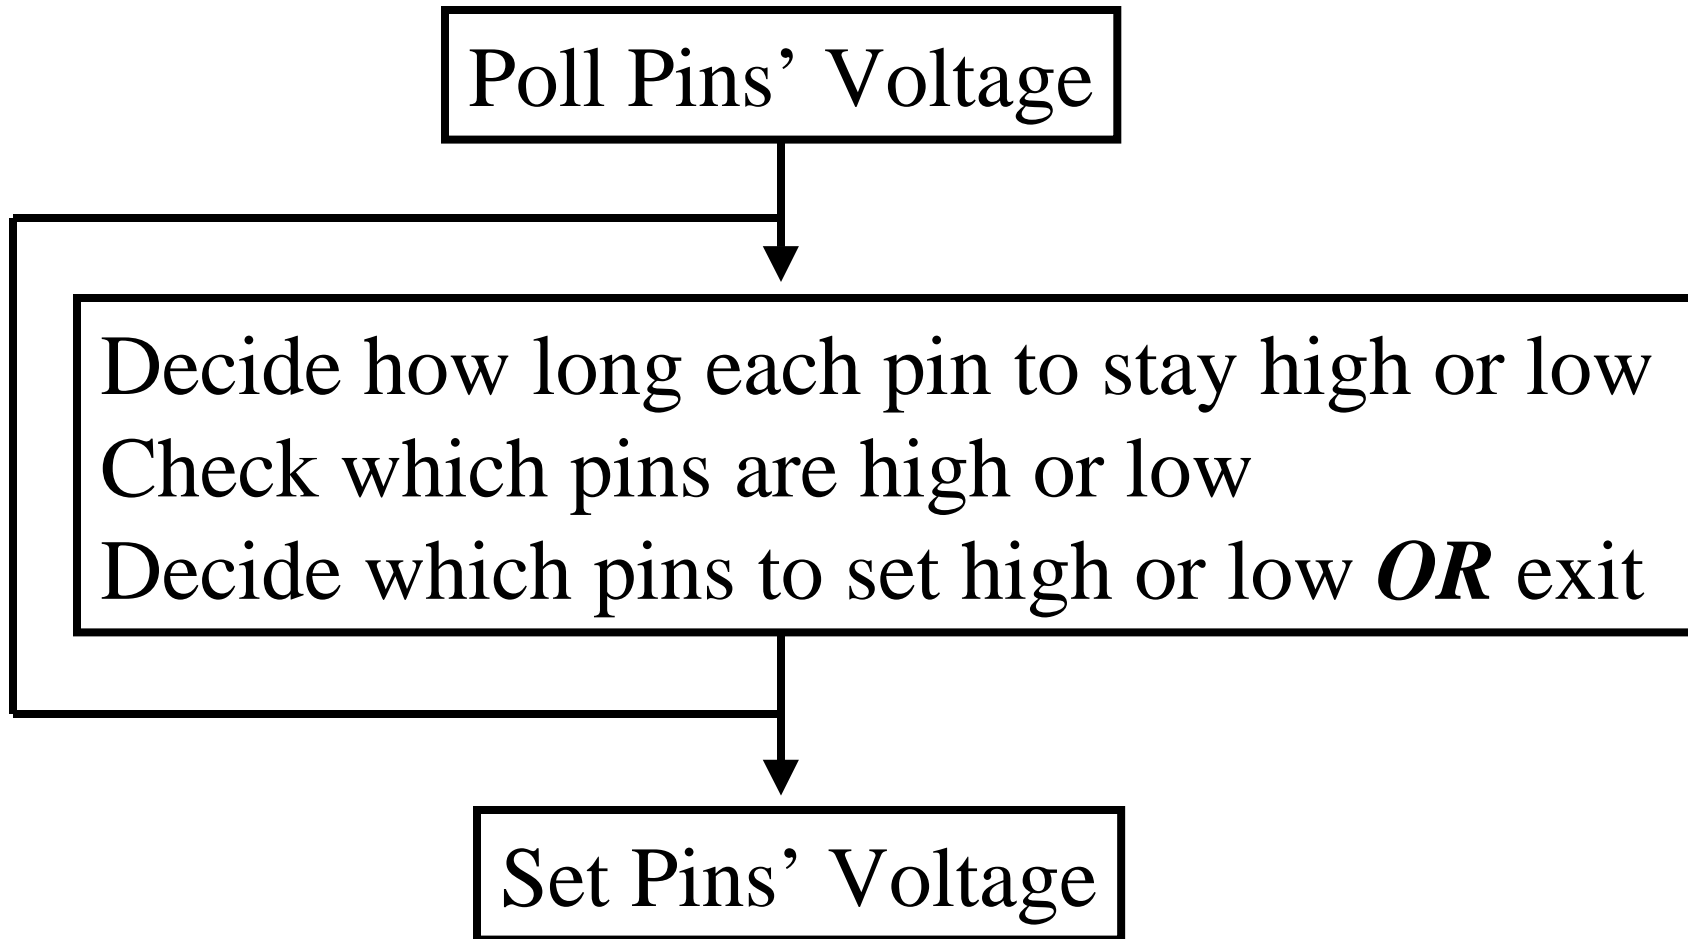 Poll Pins’ Voltage
Decide how long each pin to stay high or low
Check which pins are high or low
Decide which pins to set high or low OR exit
Set Pins’ Voltage